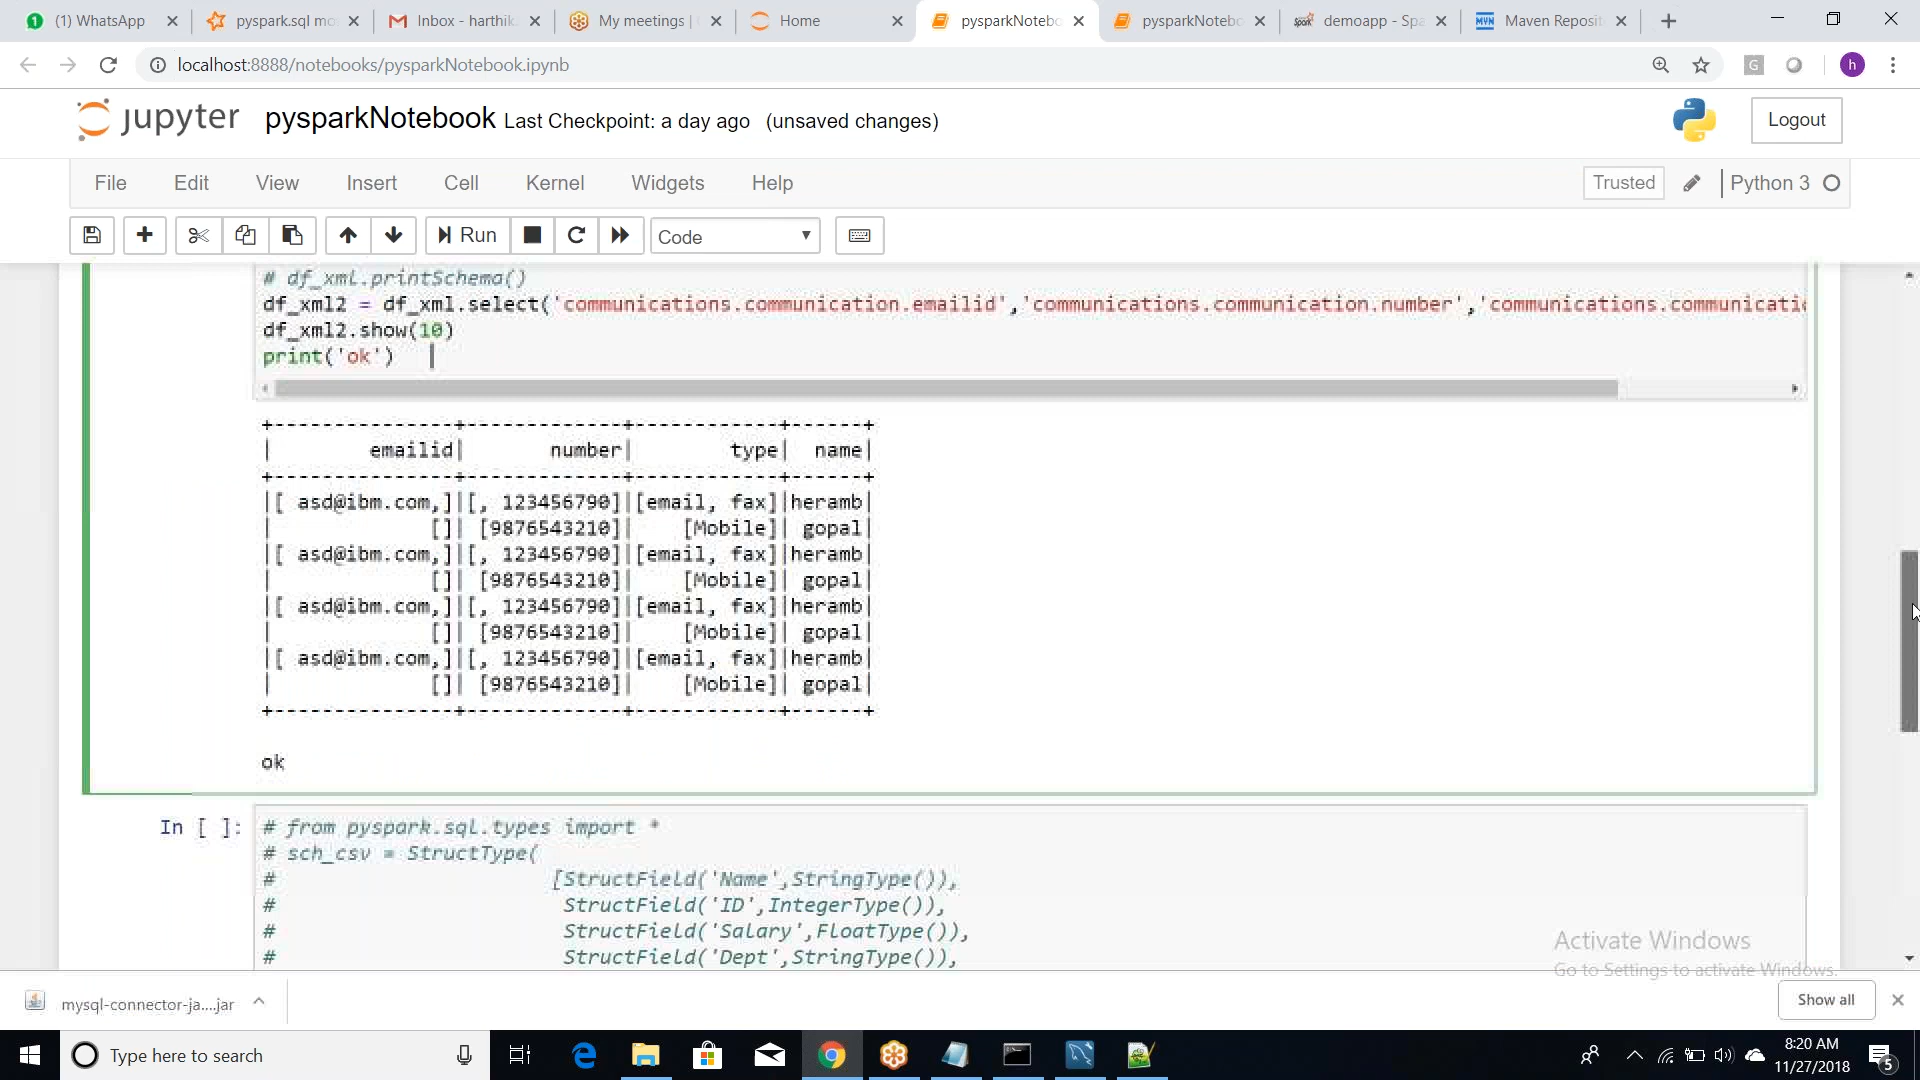 (1) WhatsApp
pyspark.sql mo
Inbox - harthik.
My meetings |
Home
pysparkNotebo
pysparkNotebo
demoapp - Spa
Maven Reposit
localhost:8888/notebooks/pysparkNotebook.ipynb
G
h
jupyter pysparkNotebook Last Checkpoint: a day ago (unsaved changes)
Logout
File Edit View Insert Cell Kernel Widgets Help
Trusted
Python 3
Run
Code
# df_xml.printSchema()
df_xml2 = df_xml.select('communications.communication.emailid','communications.communication.number','communications.communicati
df_xml2.show(10)
print('ok')
+---------------+-------------+------------+------+
| emailid| number| type| name|
+---------------+-------------+------------+------+
|[ asd@ibm.com,]|[, 123456790]|[email, fax]|heramb|
| []| [9876543210]| [Mobile]| gopal|
|[ asd@ibm.com,]|[, 123456790]|[email, fax]|heramb|
| []| [9876543210]| [Mobile]| gopal|
|[ asd@ibm.com,]|[, 123456790]|[email, fax]|heramb|
| []| [9876543210]| [Mobile]| gopal|
|[ asd@ibm.com,]|[, 123456790]|[email, fax]|heramb|
| []| [9876543210]| [Mobile]| gopal|
+---------------+-------------+------------+------+
ok
In [ ]: # from pyspark.sql.types import *
# sch_csv = StructType(
# [StructField('Name',StringType()),
# StructField('ID',IntegerType()),
# StructField('Salary',FloatType()),
# StructField('Dept',StringType()),
Activate Windows
Go to Settings to activate Windows.
mysql-connector-ja....jar
Show all
Type here to search
8:20 AM
11/27/2018
5